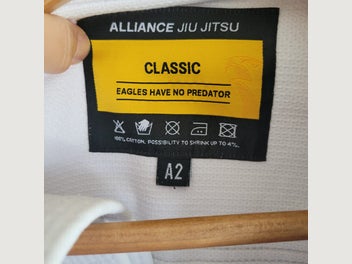 ALLIANCE JIU JITSU
CLASSIC
EAGLES HAVE NO PREDATOR
100% COTTON. POSSIBILITY TO SHRINK UP TO 4%.
A2